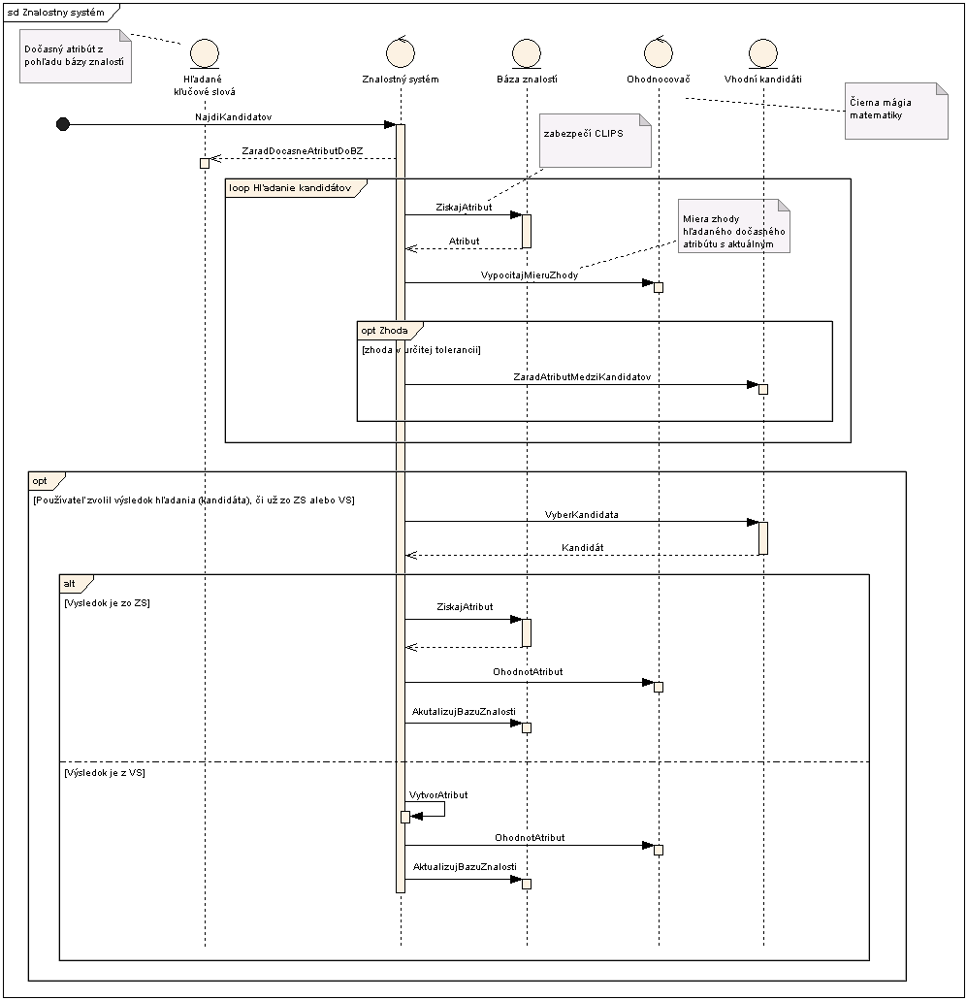 sd Znalostny systém
Dočasný atribút z
pohľadu bázy znalostí
Hľadané
kľučové slová
Znalostný systém
Báza znalostí
Ohodnocovač
Vhodní kandidáti
Čierna mágia
matematiky
NajdiKandidatov
zabezpečí CLIPS
ZaradDocasneAtributDoBZ
loop Hľadanie kandidátov
ZiskajAtribut
Miera zhody
hľadaného dočasného
atribútu s aktuálnym
Atribut
VypocitajMieruZhody
opt Zhoda
[zhoda v určitej tolerancii]
ZaradAtributMedziKandidatov
opt
[Používateľ zvolil výsledok hľadania (kandidáta), či už zo ZS alebo VS]
VyberKandidata
Kandidát
alt
[Vysledok je zo ZS]
ZiskajAtribut
OhodnotAtribut
AkutalizujBazuZnalosti
[Výsledok je z VS]
VytvorAtribut
OhodnotAtribut
AktualizujBazuZnalosti